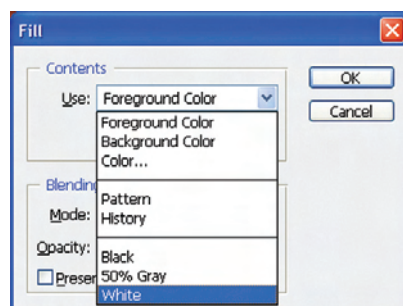 Fill
Contents
Use: Foreground Color
OK
Cancel
Foreground Color
Background Color
Color...
Pattern
History
Black
50% Gray
White
Mode:
Opacity: